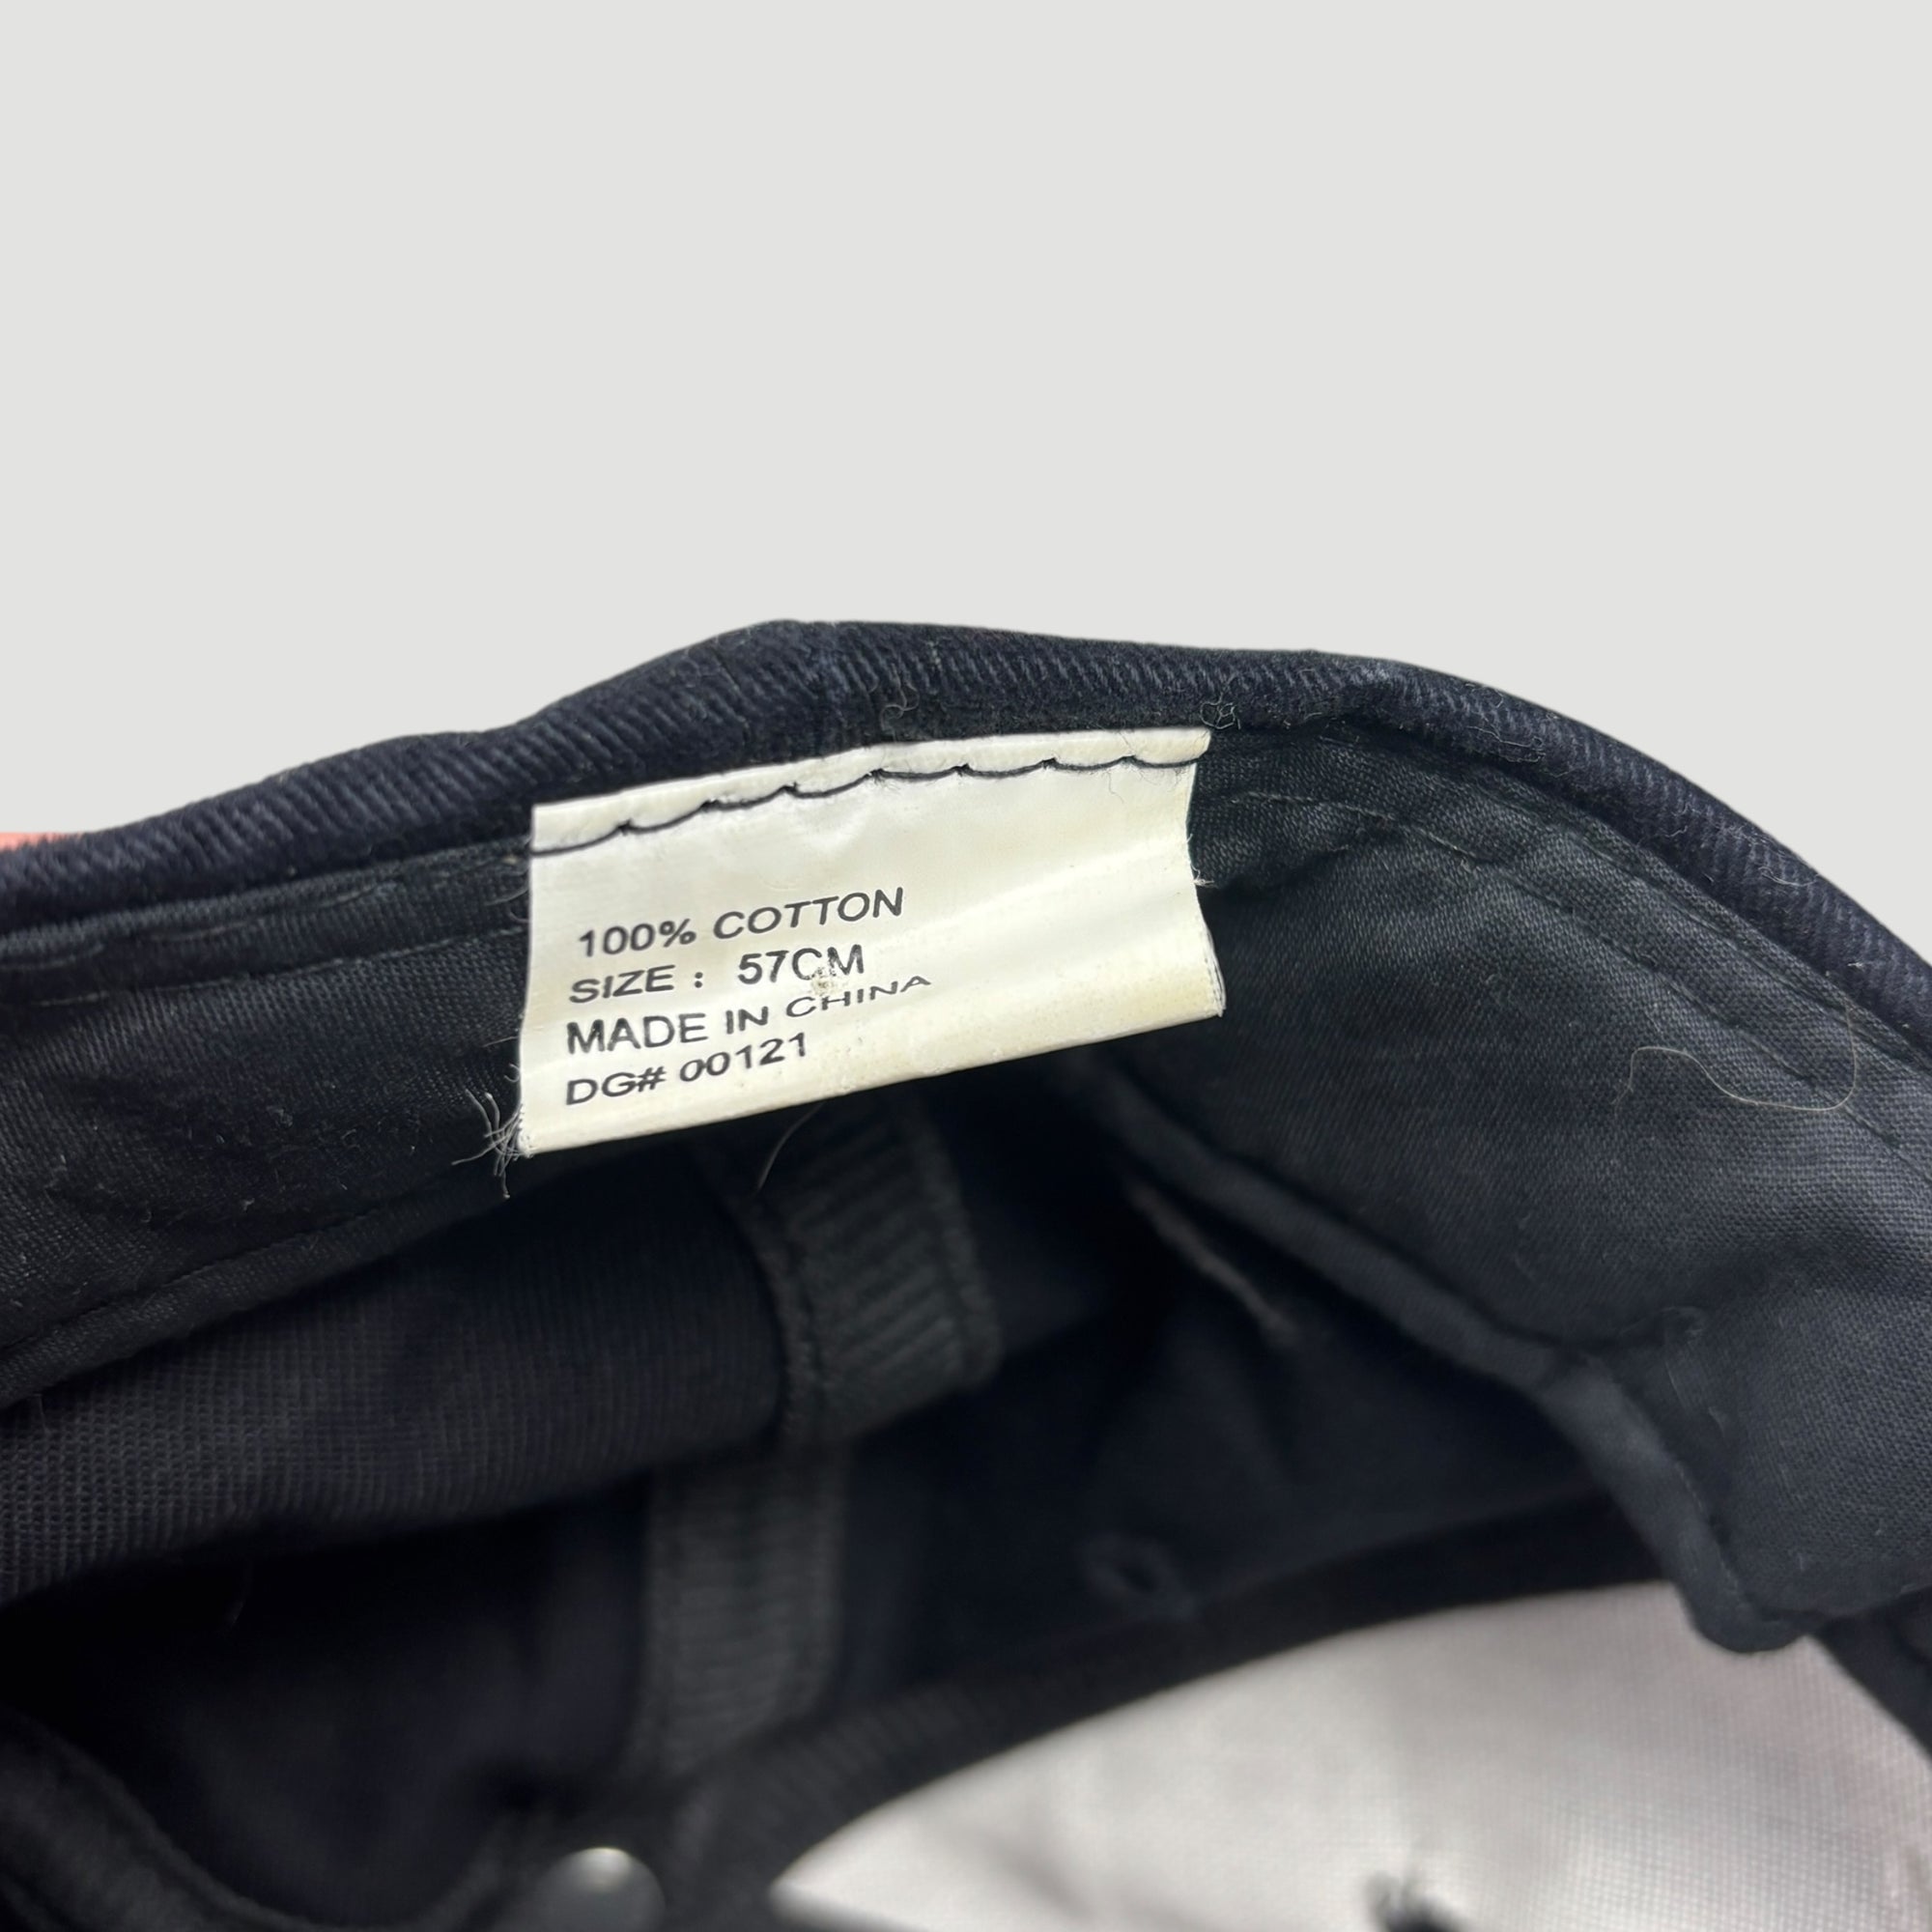 100% COTTON
SIZE : 57CM
MADE IN CHINA
DG# 00121